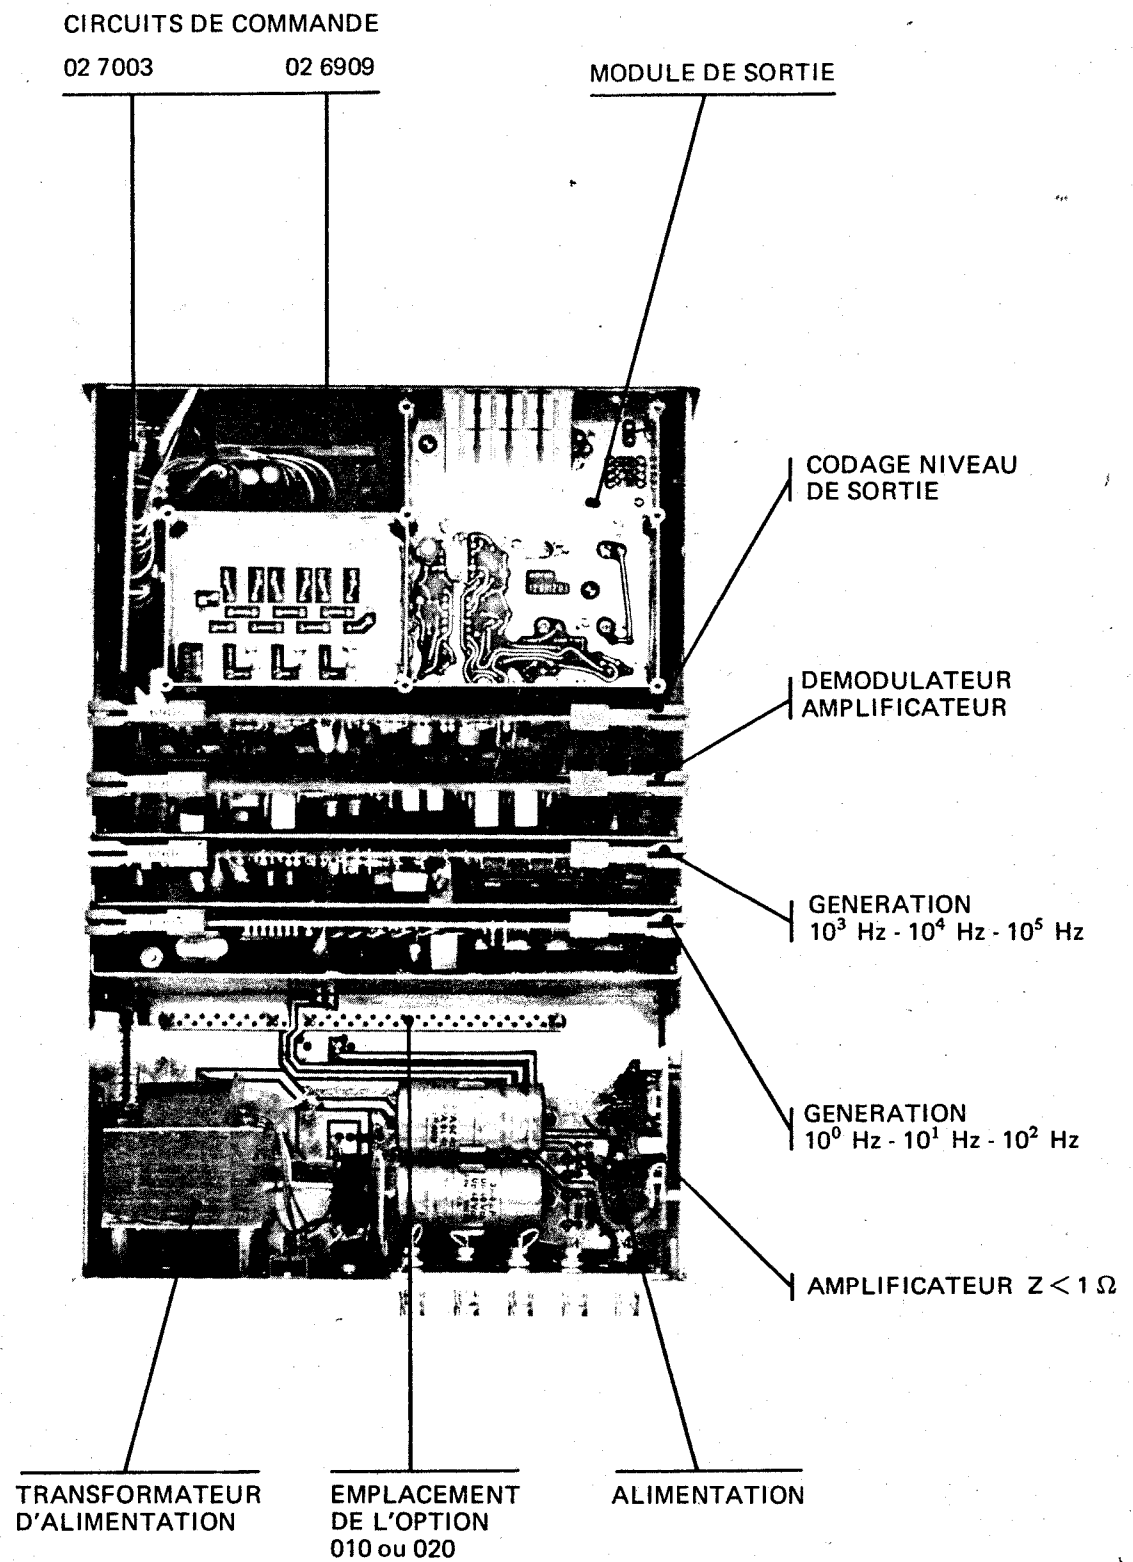 CIRCUITS DE COMMANDE
02 7003 02 6909
MODULE DE SORTIE
CODAGE NIVEAU
DE SORTIE
DEMODULATEUR
AMPLIFICATEUR
GENERATION
10³ Hz - 10⁴ Hz - 10⁵ Hz
GENERATION
10⁰ Hz - 10¹ Hz - 10² Hz
AMPLIFICATEUR Z < 1 Ω
TRANSFORMATEUR
D'ALIMENTATION
EMPLACEMENT
DE L'OPTION
010 ou 020
ALIMENTATION